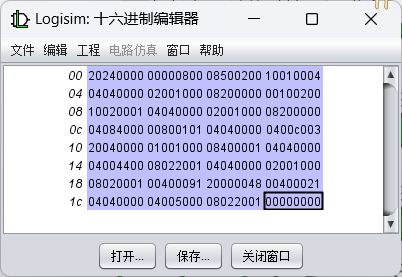 Logisim: 十六进制编辑器
文件 编辑 工程 电路仿真 窗口 帮助
00 20240000 00000800 08500200 10010004
04 04040000 02001000 08200000 00100200
08 10020001 04040000 02001000 08200000
0c 04084000 00800101 04040000 0400c003
10 20040000 01001000 08400001 04040000
14 04004400 08022001 04040000 02001000
18 08020001 00400091 20000048 00400021
1c 04040000 04005000 08022001 00000000
打开... 保存... 关闭窗口